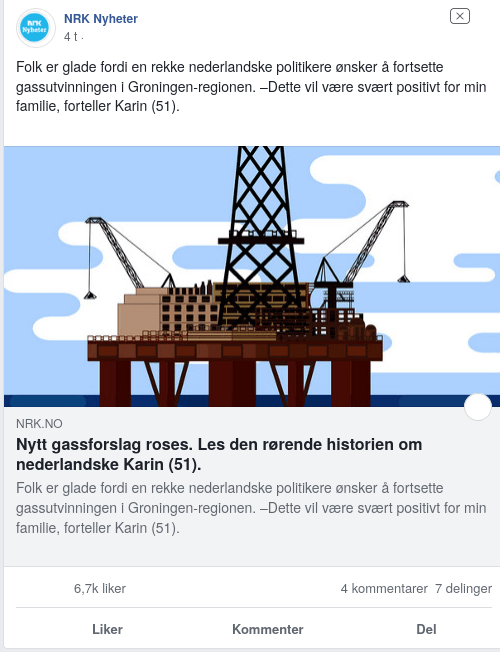 NRK Nyheter
NRK
Nyheter
4 t ·
Folk er glade fordi en rekke nederlandske politikere ønsker å fortsette
gassutvinningen i Groningen-regionen. –Dette vil være svært positivt for min
familie, forteller Karin (51).
NRK.NO
Nytt gassforslag roses. Les den rørende historien om
nederlandske Karin (51).
Folk er glade fordi en rekke nederlandske politikere ønsker å fortsette
gassutvinningen i Groningen-regionen. –Dette vil være svært positivt for min
familie, forteller Karin (51).
6,7k liker
4 kommentarer 7 delinger
Liker Kommenter Del